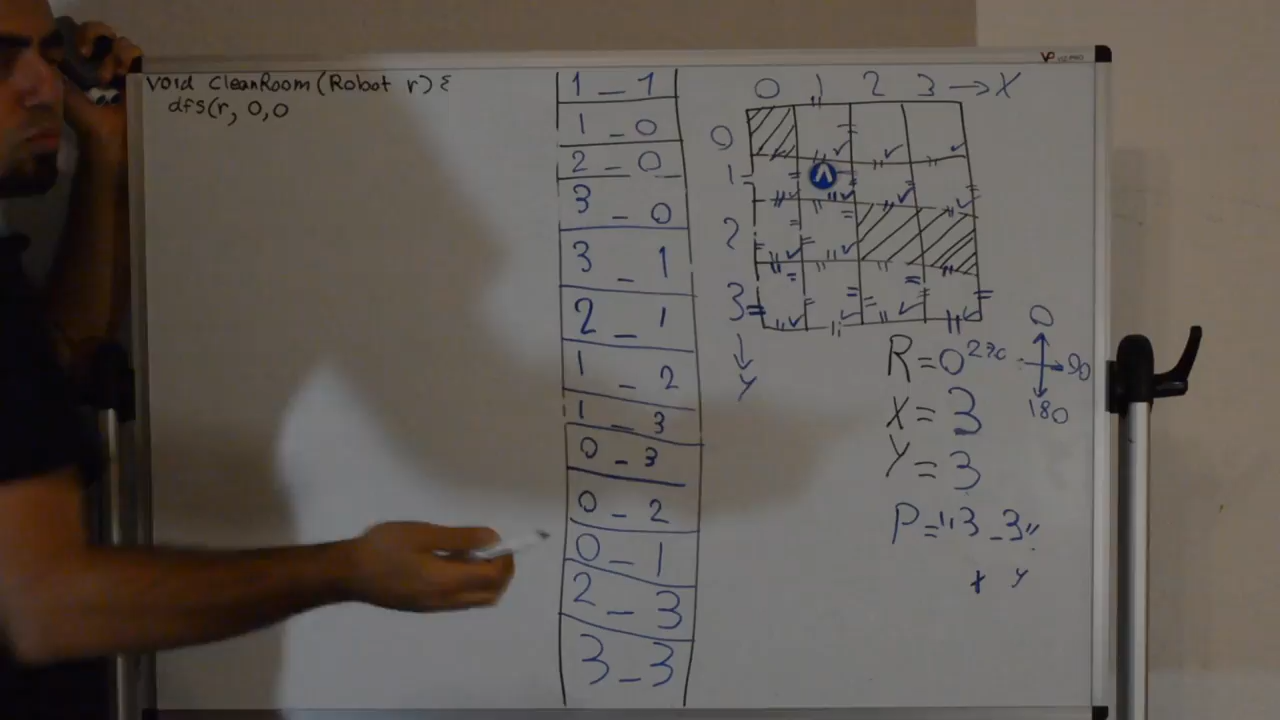 void CleanRoom (Robot r) {
dfs(r, 0,0
1_1
1_0
2_0
3_0
3_1
2_1
1_2
1_3
0_3
0_2
0_1
2_3
3_3
0 1 2 3 → X
0
1
2
3
↓
Y
0
90
180
R=0
X=3
Y=3
P="3_3"
x y
VP